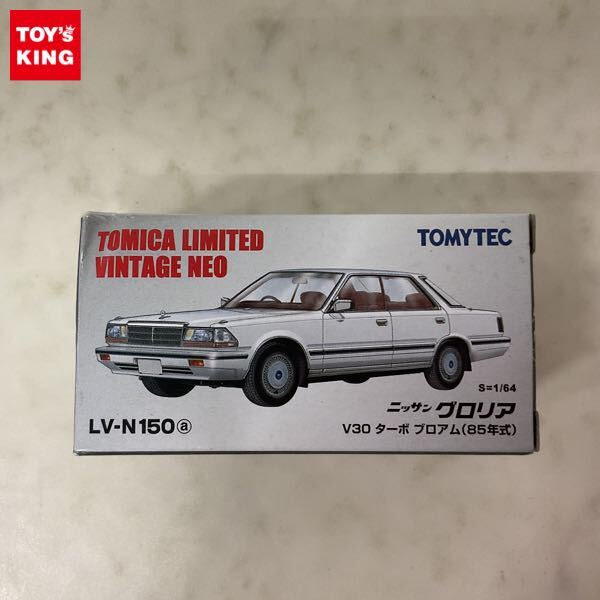 TOY's
KING
TOMICA LIMITED
VINTAGE NEO
TOMYTEC
S=1/64
LV-N150ⓐ
ニッサン グロリア
V30 ターボ ブロアム(85年式)